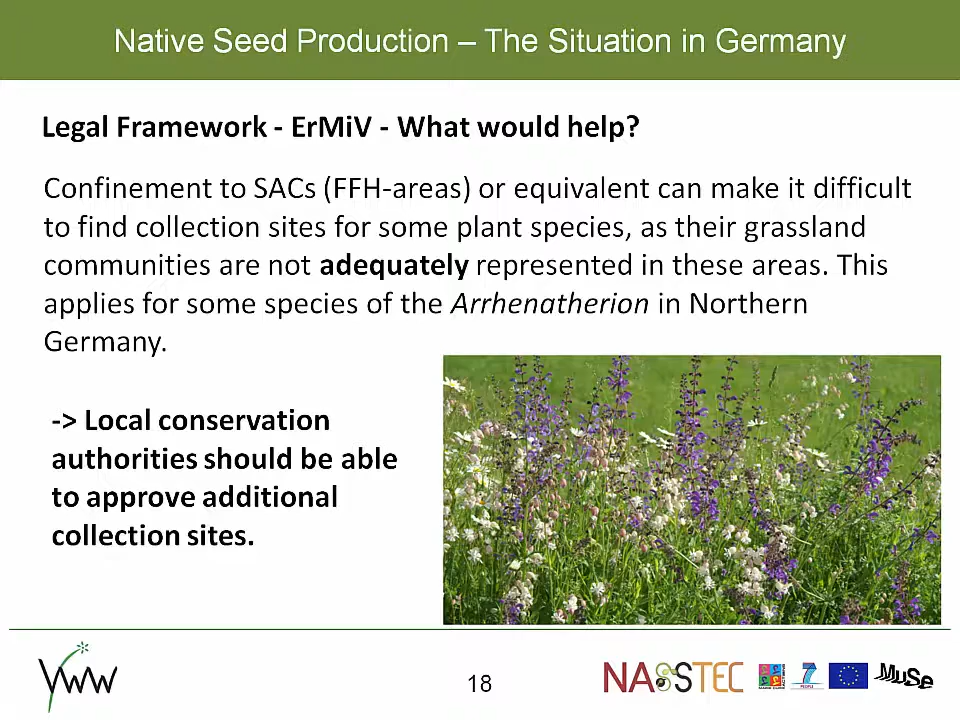 Native Seed Production – The Situation in Germany
Legal Framework - ErMiV - What would help?
Confinement to SACs (FFH-areas) or equivalent can make it difficult
to find collection sites for some plant species, as their grassland
communities are not adequately represented in these areas. This
applies for some species of the Arrhenatherion in Northern
Germany.
-> Local conservation
authorities should be able
to approve additional
collection sites.
VWW
18
NASSTEC
7
PEOPLE
MUSE